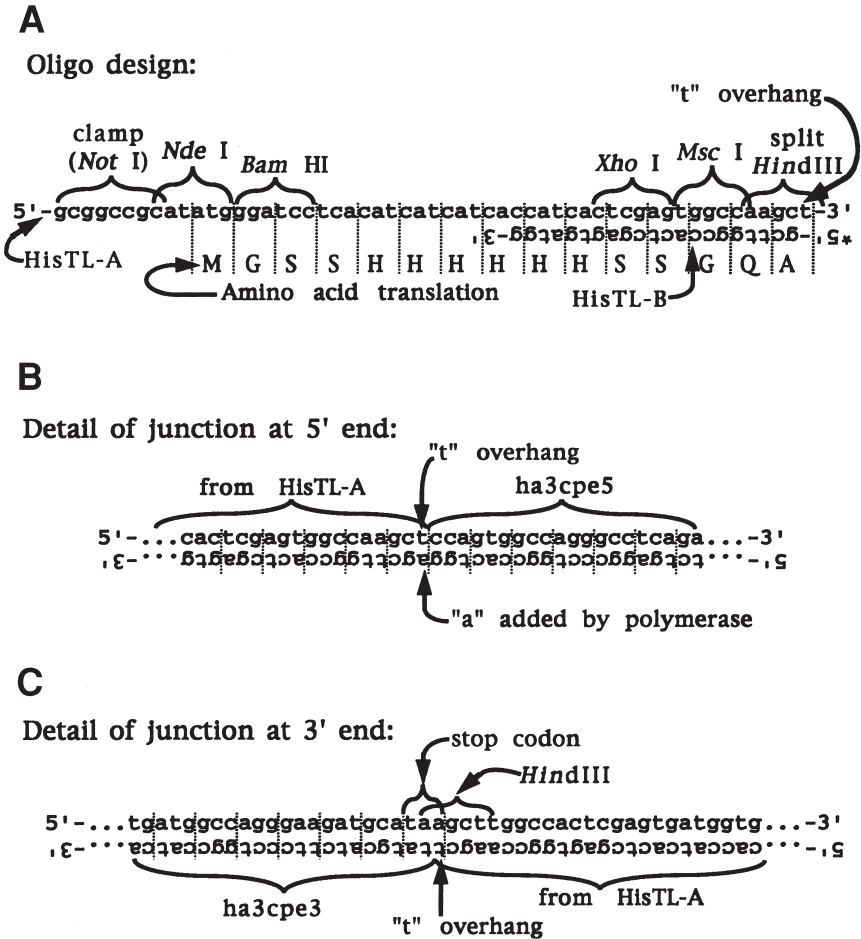 A
Oligo design:
"t" overhang
clamp
(Not I)
Nde I
Bam HI
Xho I
Msc I
split
HindIII
5'-gcggccgcatatgggatcctcacatcatcatcaccatcactcgagtggccaagct-3'
3-ggtagtgagctcaccggttcg-'5*
HisTL-A
M G S S H H H H H H S S G Q A
Amino acid translation
HisTL-B
B
Detail of junction at 5' end:
"t" overhang
from HisTL-A
ha3cpe5
5'-...cactcgagtggccaagctcccagtggccagggcctcaga...-3'
3'-...gtgagctcaccggttcgagggtcaccggtcccggagtct...-5'
"a" added by polymerase
C
Detail of junction at 3' end:
stop codon
HindIII
5'-...tgatggccagggaagatgcataagcttggccactcgagtgatggtg...-3'
3'-...actaccggtcccttctacgtattcgaaccggtgagctcactaccac...-5'
ha3cpe3
from HisTL-A
"t" overhang